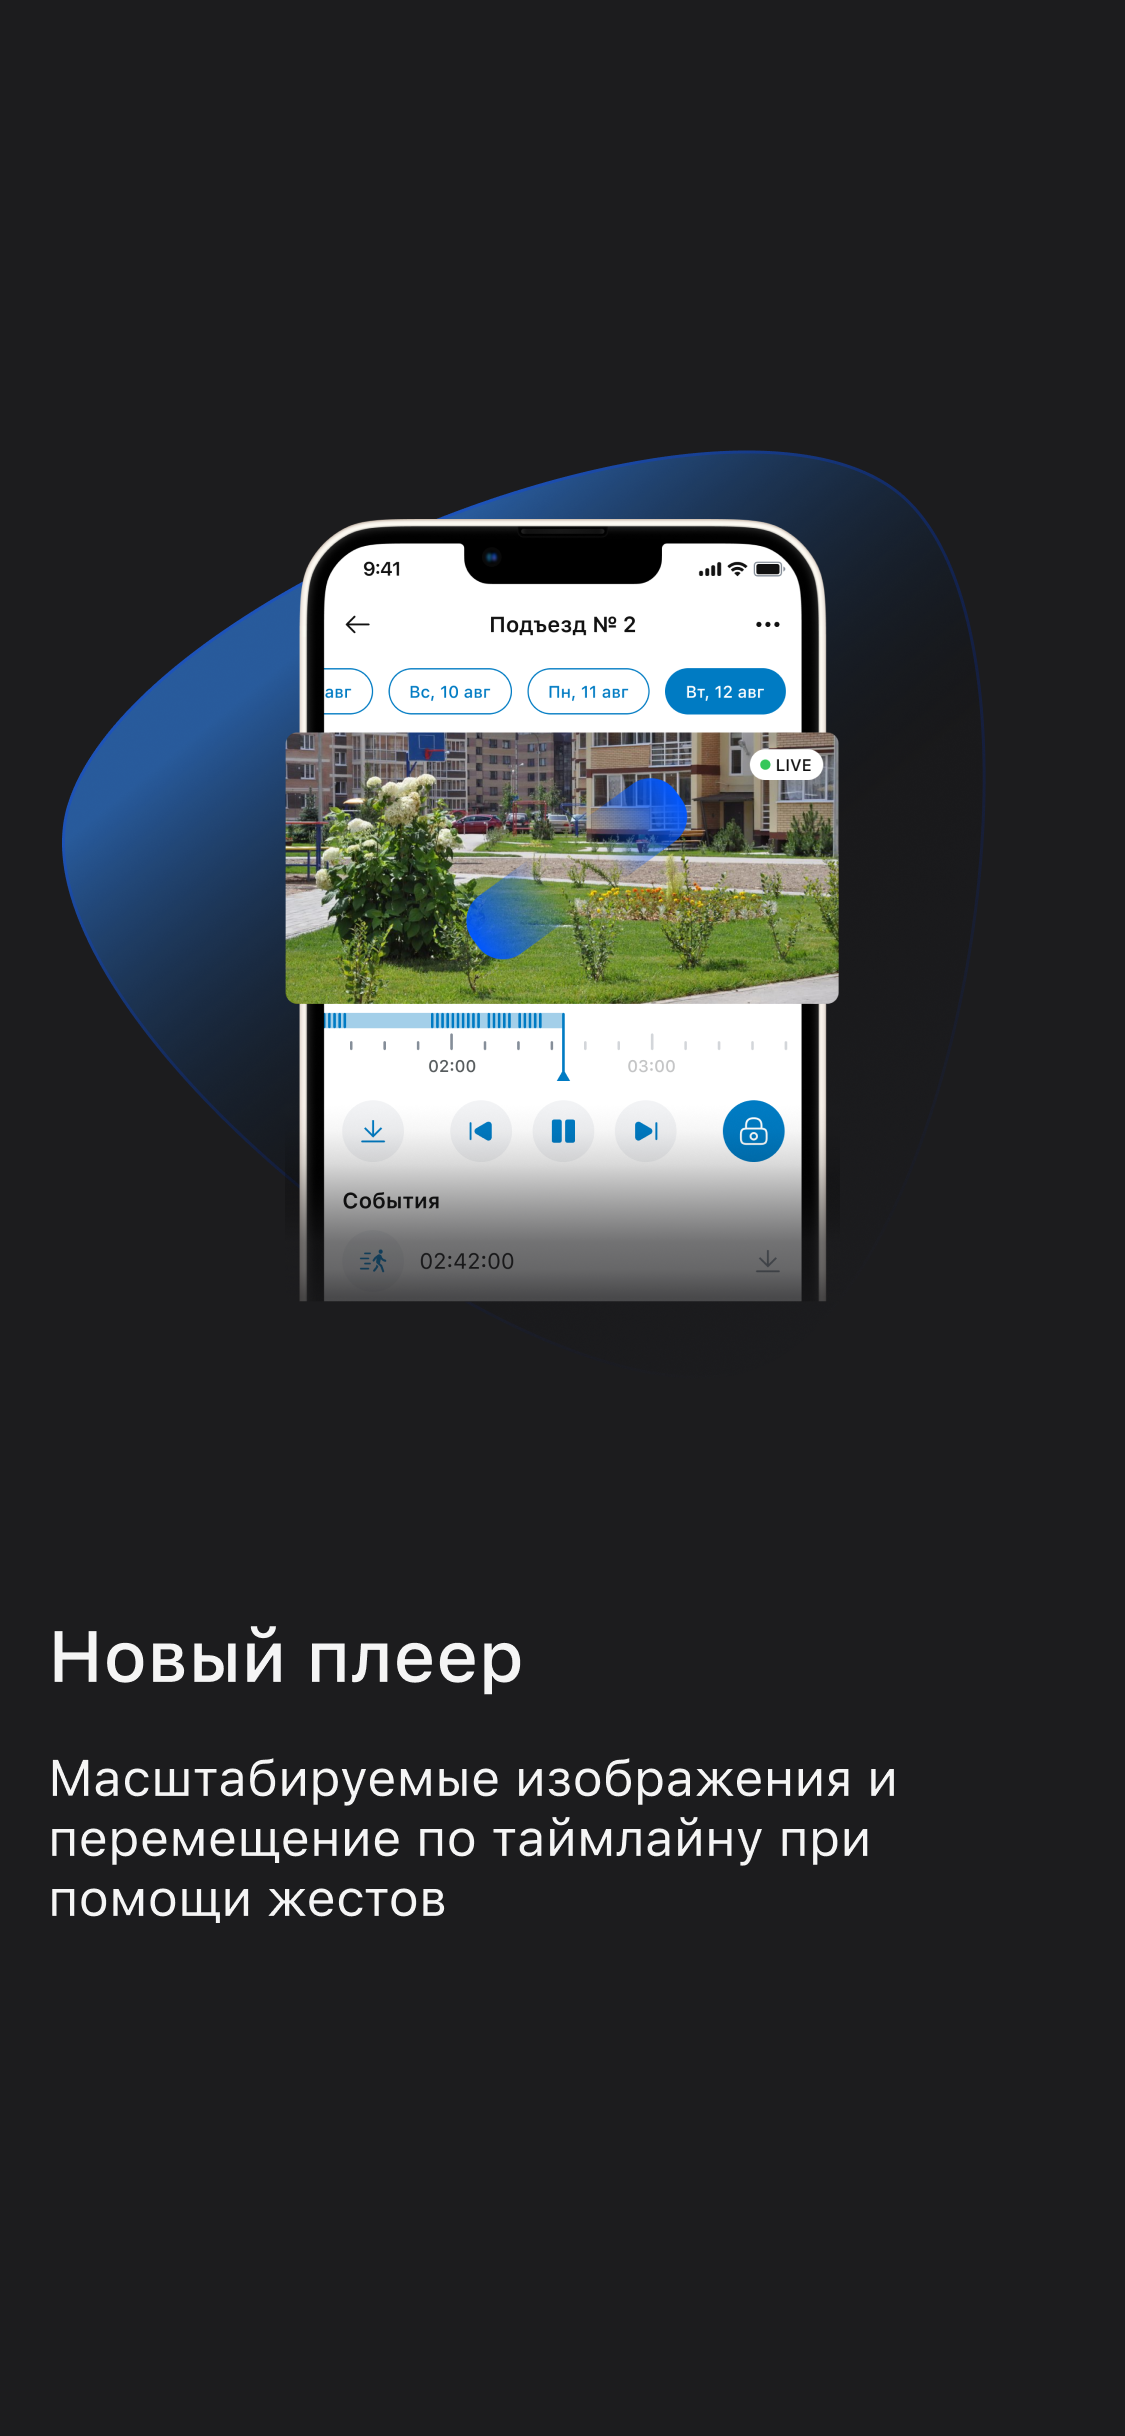 9:41
Подъезд № 2
авг
Вс, 10 авг
Пн, 11 авг
Вт, 12 авг
LIVE
02:00
03:00
События
02:42:00
Новый плеер
Масштабируемые изображения и
перемещение по таймлайну при
помощи жестов